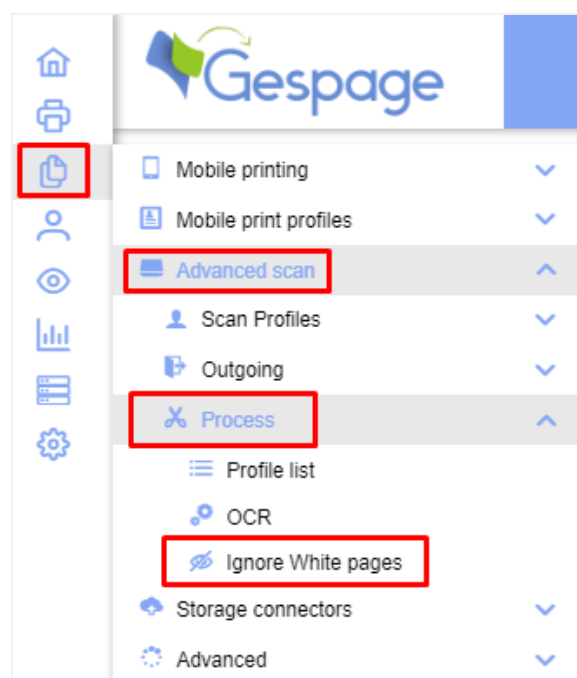 Gespage
Mobile printing
Mobile print profiles
Advanced scan
Scan Profiles
Outgoing
Process
Profile list
OCR
Ignore White pages
Storage connectors
Advanced